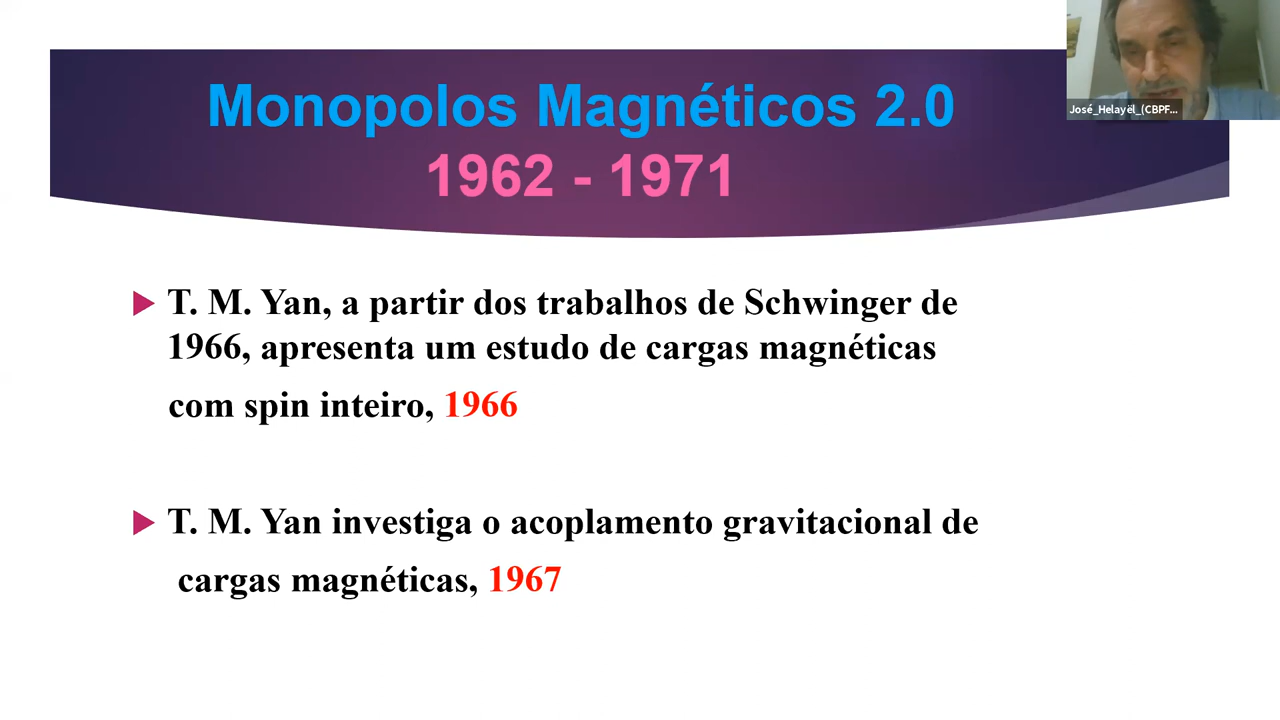 Monopolos Magnéticos 2.0
1962 - 1971
José_Helayël_(CBPF...
T. M. Yan, a partir dos trabalhos de Schwinger de
1966, apresenta um estudo de cargas magnéticas
com spin inteiro, 1966
T. M. Yan investiga o acoplamento gravitacional de
cargas magnéticas, 1967